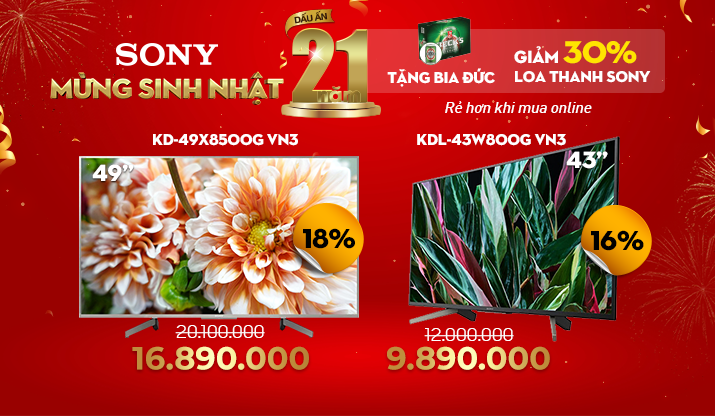 DẤU ẤN
21
năm
SONY
MỪNG SINH NHẬT
TẶNG BIA ĐỨC
GIẢM 30%
LOA THANH SONY
Rẻ hơn khi mua online
KD-49X8500G VN3
49”
18%
20.100.000
16.890.000
KDL-43W800G VN3
43”
16%
12.000.000
9.890.000